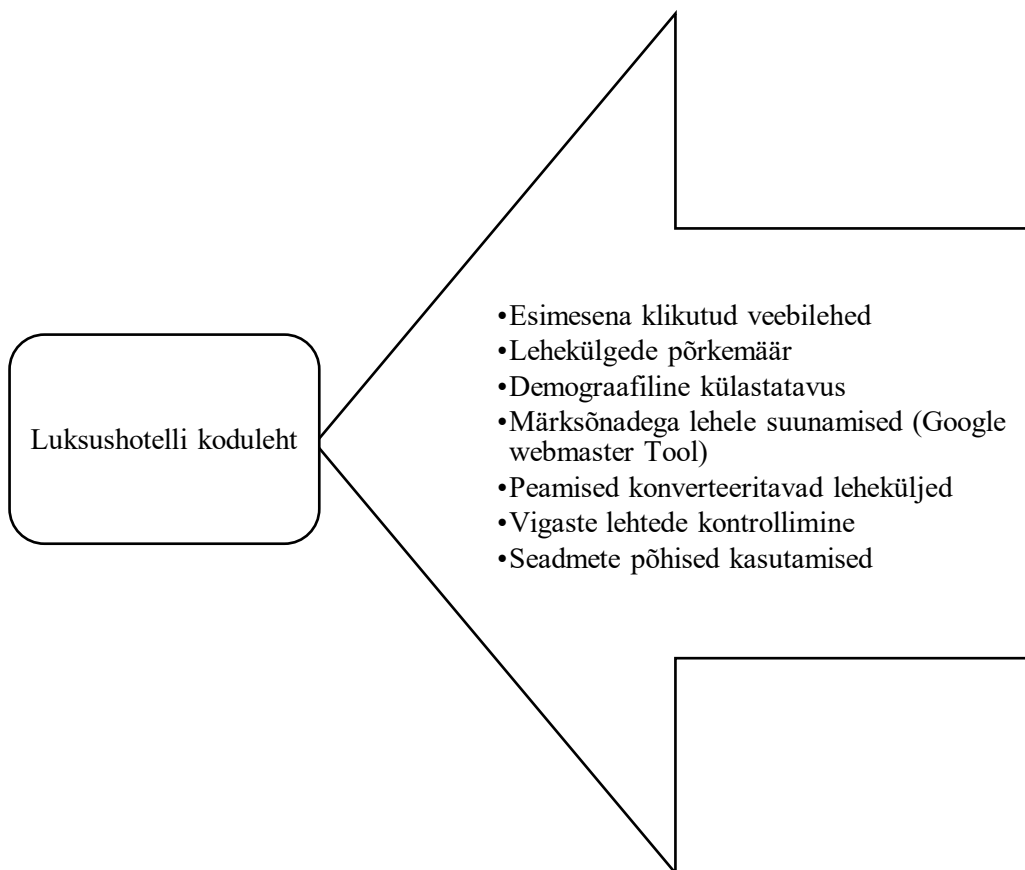 Luksushotelli koduleht
•Esimesena klikutud veebilehed
•Lehekülgede põrkemäär
•Demograafiline külastatavus
•Märksõnadega lehele suunamised (Google
webmaster Tool)
•Peamised konverteeritavad leheküljed
•Vigaste lehtede kontrollimine
•Seadmete põhised kasutamised